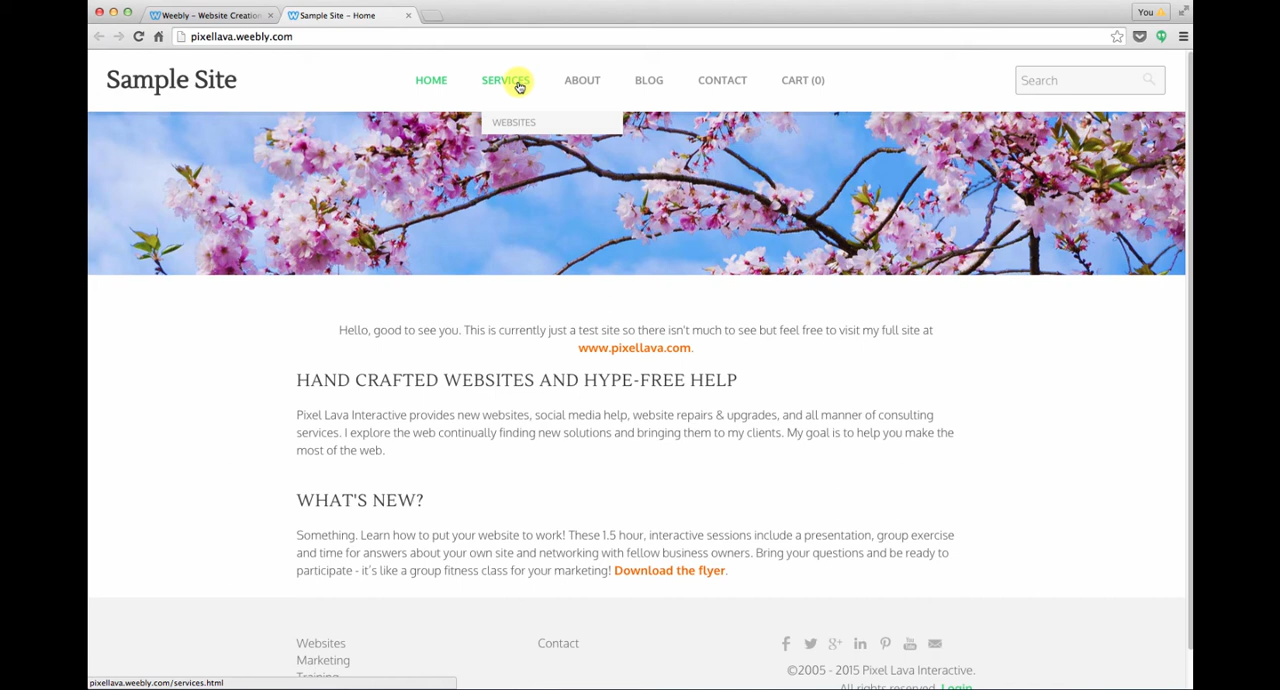 Weebly - Website Creation
Sample Site - Home
You
pixellava.weebly.com
Sample Site
HOME
SERVICES
ABOUT
BLOG
CONTACT
CART (0)
Search
WEBSITES
Hello, good to see you. This is currently just a test site so there isn't much to see but feel free to visit my full site at
www.pixellava.com.
HAND CRAFTED WEBSITES AND HYPE-FREE HELP
Pixel Lava Interactive provides new websites, social media help, website repairs & upgrades, and all manner of consulting
services. I explore the web continually finding new solutions and bringing them to my clients. My goal is to help you make the
most of the web.
WHAT'S NEW?
Something. Learn how to put your website to work! These 1.5 hour, interactive sessions include a presentation, group exercise
and time for answers about your own site and networking with fellow business owners. Bring your questions and be ready to
participate - it's like a group fitness class for your marketing! Download the flyer.
Websites
Marketing
Training
Contact
©2005 - 2015 Pixel Lava Interactive.
All rights reserved. Login
pixellava.weebly.com/services.html